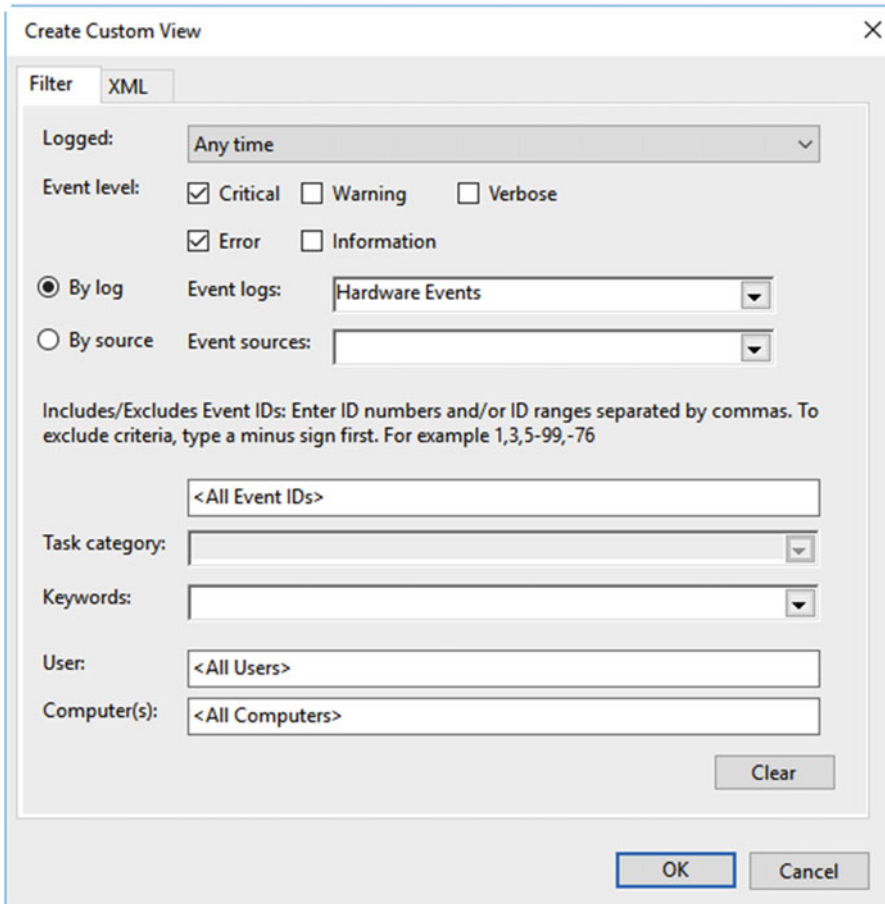 Create Custom View
Filter XML
Logged: Any time
Event level: Critical Warning Verbose
Error Information
By log Event logs: Hardware Events
By source Event sources:
Includes/Excludes Event IDs: Enter ID numbers and/or ID ranges separated by commas. To
exclude criteria, type a minus sign first. For example 1,3,5-99,-76
<All Event IDs>
Task category:
Keywords:
User: <All Users>
Computer(s): <All Computers>
Clear
OK Cancel